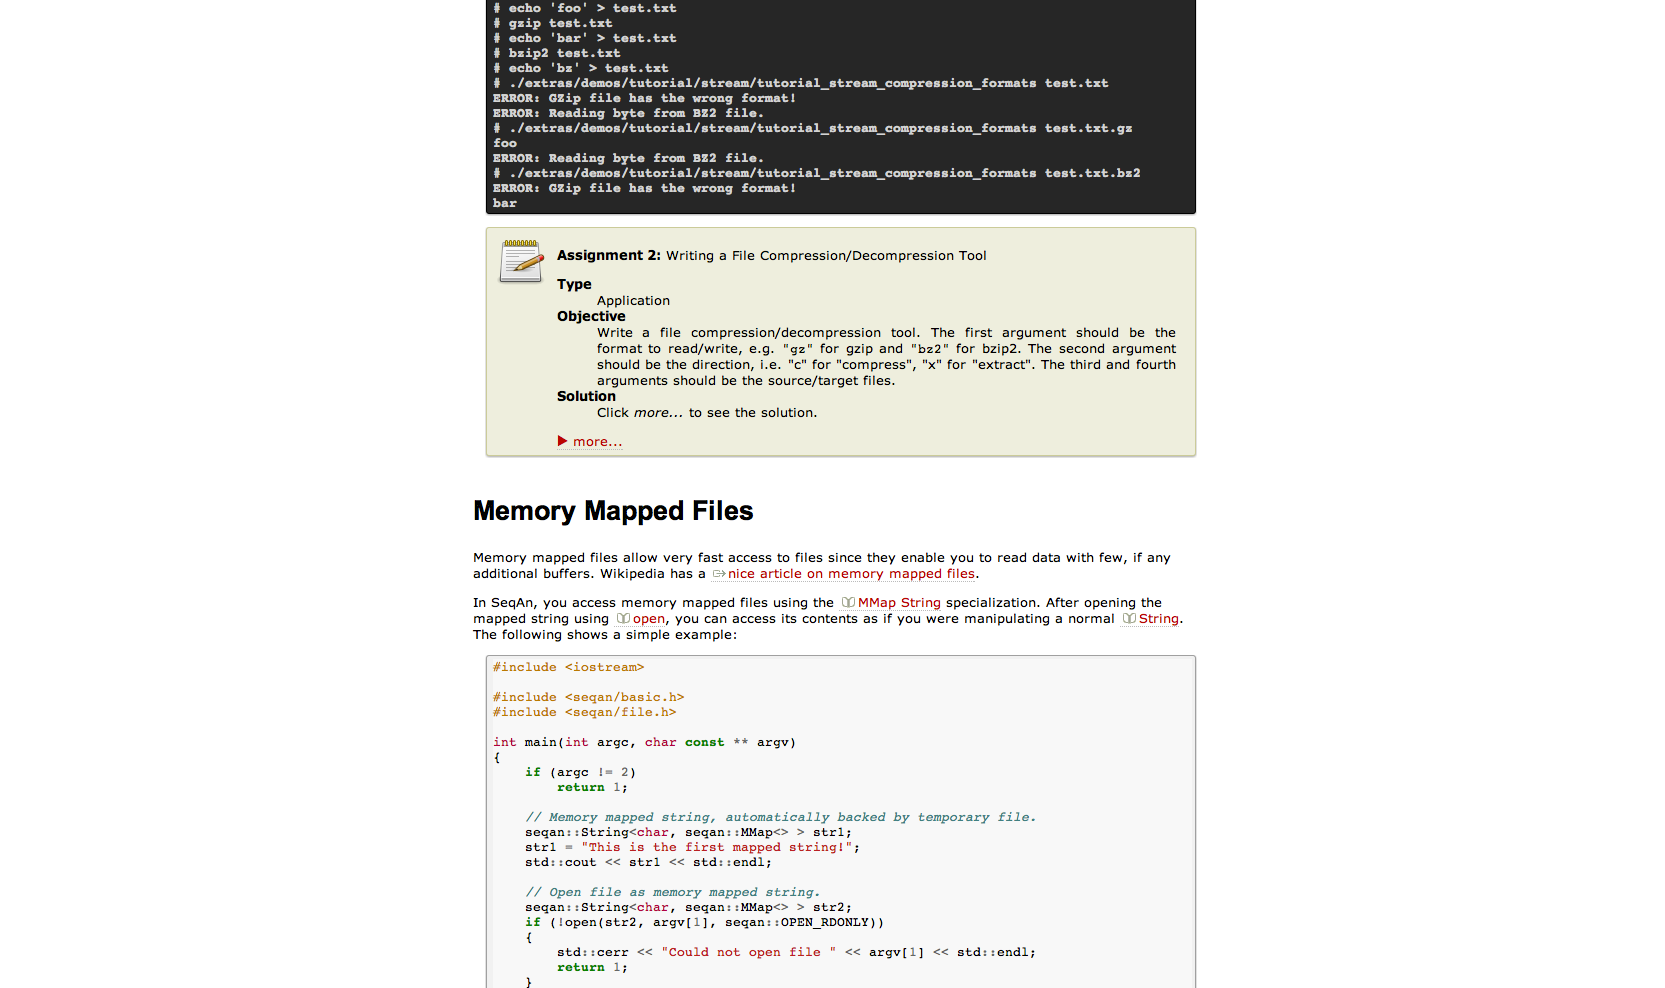 # echo 'foo' > test.txt
# gzip test.txt
# echo 'bar' > test.txt
# bzip2 test.txt
# echo 'bz' > test.txt
# ./extras/demos/tutorial/stream/tutorial_stream_compression_formats test.txt
ERROR: GZip file has the wrong format!
ERROR: Reading byte from BZ2 file.
# ./extras/demos/tutorial/stream/tutorial_stream_compression_formats test.txt.gz
foo
ERROR: Reading byte from BZ2 file.
# ./extras/demos/tutorial/stream/tutorial_stream_compression_formats test.txt.bz2
ERROR: GZip file has the wrong format!
bar
Assignment 2: Writing a File Compression/Decompression Tool
Type
Application
Objective
Write a file compression/decompression tool. The first argument should be the
format to read/write, e.g. "gz" for gzip and "bz2" for bzip2. The second argument
should be the direction, i.e. "c" for "compress", "x" for "extract". The third and fourth
arguments should be the source/target files.
Solution
Click more... to see the solution.
more...
Memory Mapped Files
Memory mapped files allow very fast access to files since they enable you to read data with few, if any
additional buffers. Wikipedia has a nice article on memory mapped files.
In SeqAn, you access memory mapped files using the MMap String specialization. After opening the
mapped string using open, you can access its contents as if you were manipulating a normal String.
The following shows a simple example:
#include <iostream>
#include <seqan/basic.h>
#include <seqan/file.h>
int main(int argc, char const ** argv)
{
if (argc != 2)
return 1;
// Memory mapped string, automatically backed by temporary file.
seqan::String<char, seqan::MMap<> > str1;
str1 = "This is the first mapped string!";
std::cout << str1 << std::endl;
// Open file as memory mapped string.
seqan::String<char, seqan::MMap<> > str2;
if (!open(str2, argv[1], seqan::OPEN_RDONLY))
{
std::cerr << "Could not open file " << argv[1] << std::endl;
return 1;
}